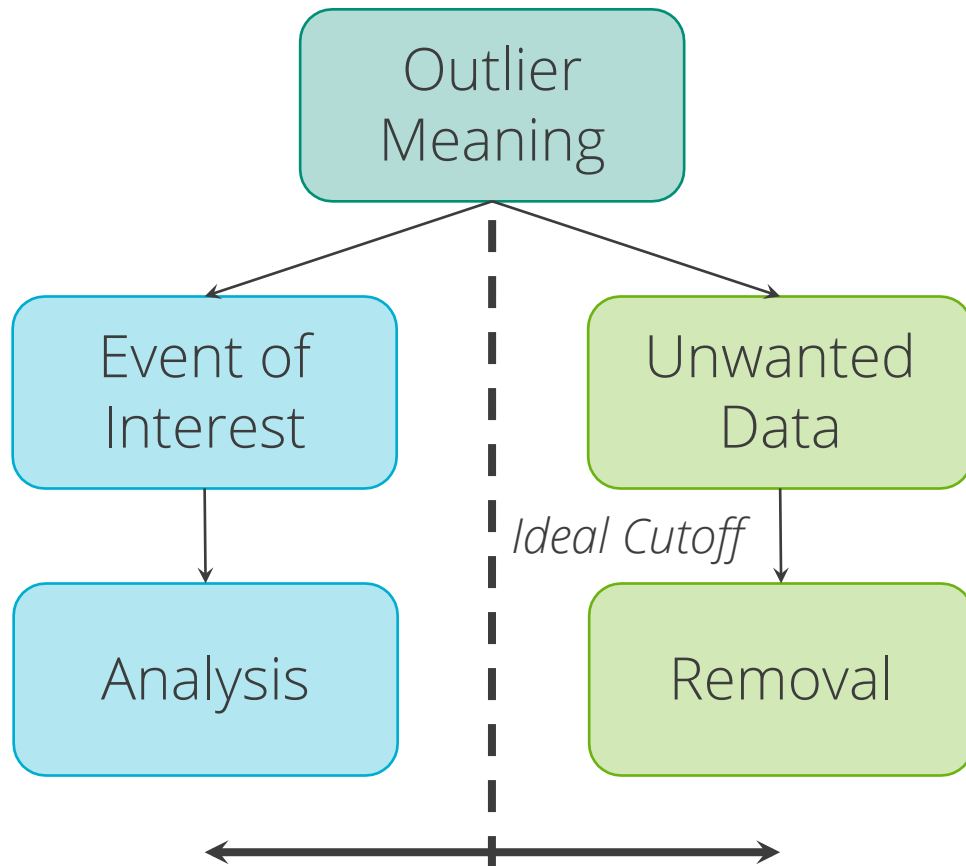 Outlier
Meaning
Event of
Interest
Unwanted
Data
Ideal Cutoff
Analysis
Removal